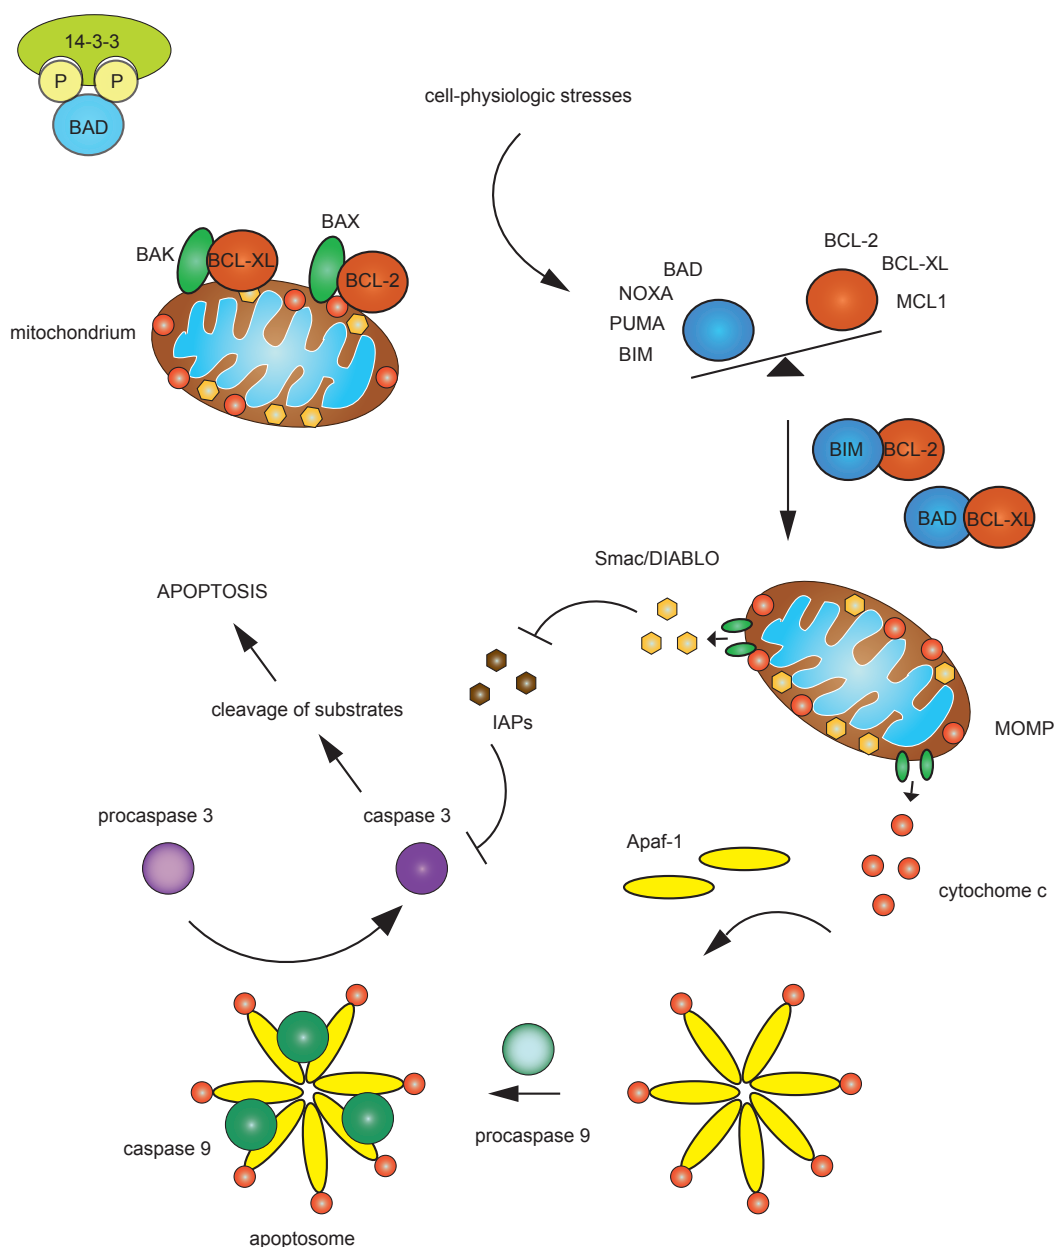 14-3-3
P P
BAD
cell-physiologic stresses
BAX
BAK
BCL-XL
BCL-2
mitochondrium
BCL-2
BCL-XL
MCL1
BAD
NOXA
PUMA
BIM
BIM BCL-2
BAD BCL-XL
Smac/DIABLO
APOPTOSIS
cleavage of substrates
IAPs
MOMP
procaspase 3
caspase 3
Apaf-1
cytochome c
procaspase 9
caspase 9
apoptosome